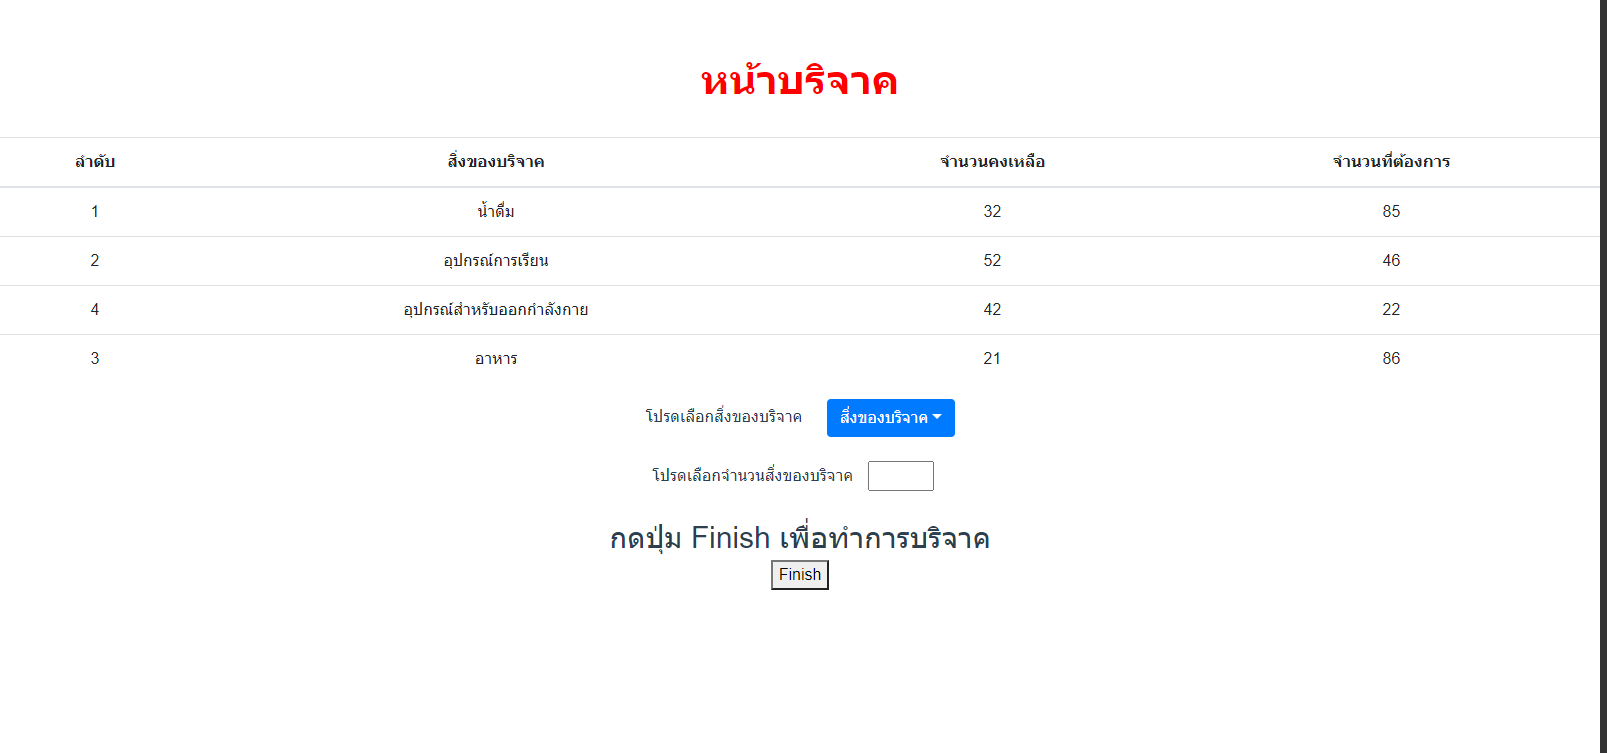 หน้าบริจาค
ลำดับ สิ่งของบริจาค จำนวนคงเหลือ จำนวนที่ต้องการ
1 น้ำดื่ม 32 85
2 อุปกรณ์การเรียน 52 46
4 อุปกรณ์สำหรับออกกำลังกาย 42 22
3 อาหาร 21 86
โปรดเลือกสิ่งของบริจาค สิ่งของบริจาค
โปรดเลือกจำนวนสิ่งของบริจาค
กดปุ่ม Finish เพื่อทำการบริจาค
Finish